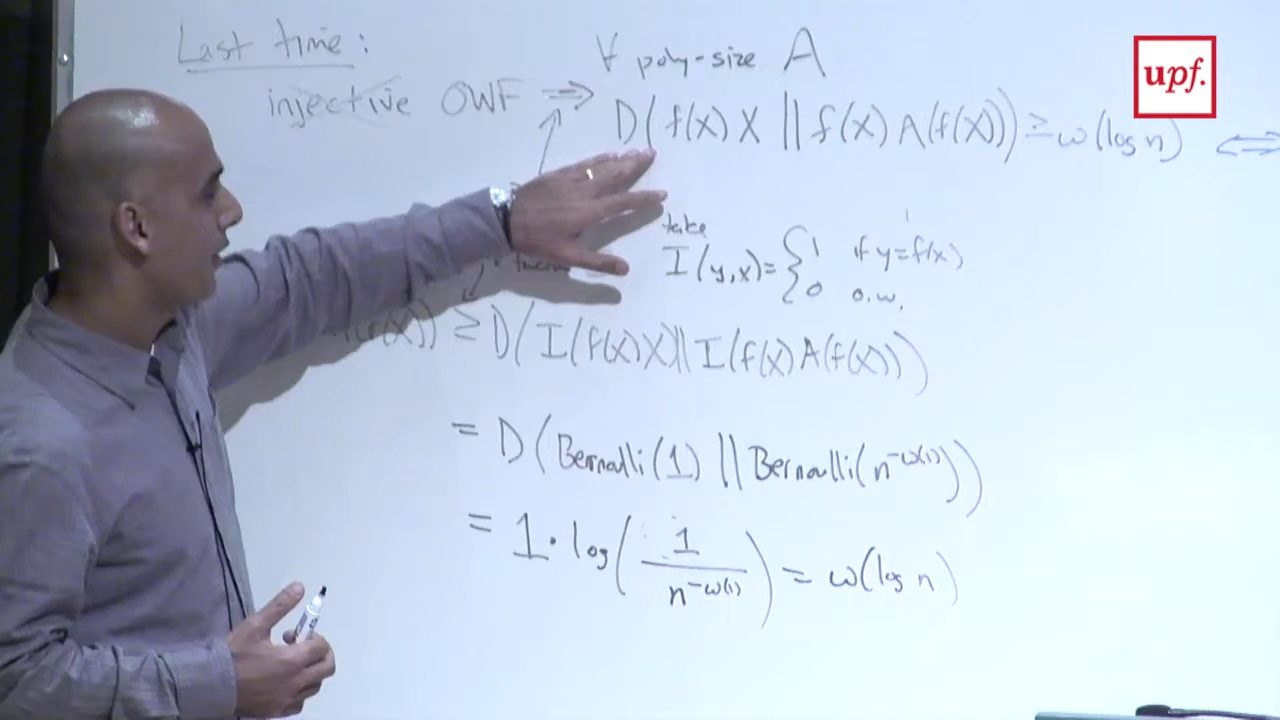 Last time:
∀ poly-size A
upf.
injective OWF ⇒
D(f(X) X || f(X) A(f(X))) ≥ ω(log n) ⇔
take
I(y,x) = { 1 if y=f(x)
0 o.w.
)) ≥ D(I(f(X)X)||I(f(X)A(f(X)))
= D(Bernoulli(1) || Bernoulli(n^-ω(1)))
= 1·log(1/n^-ω(1)) = ω(log n)